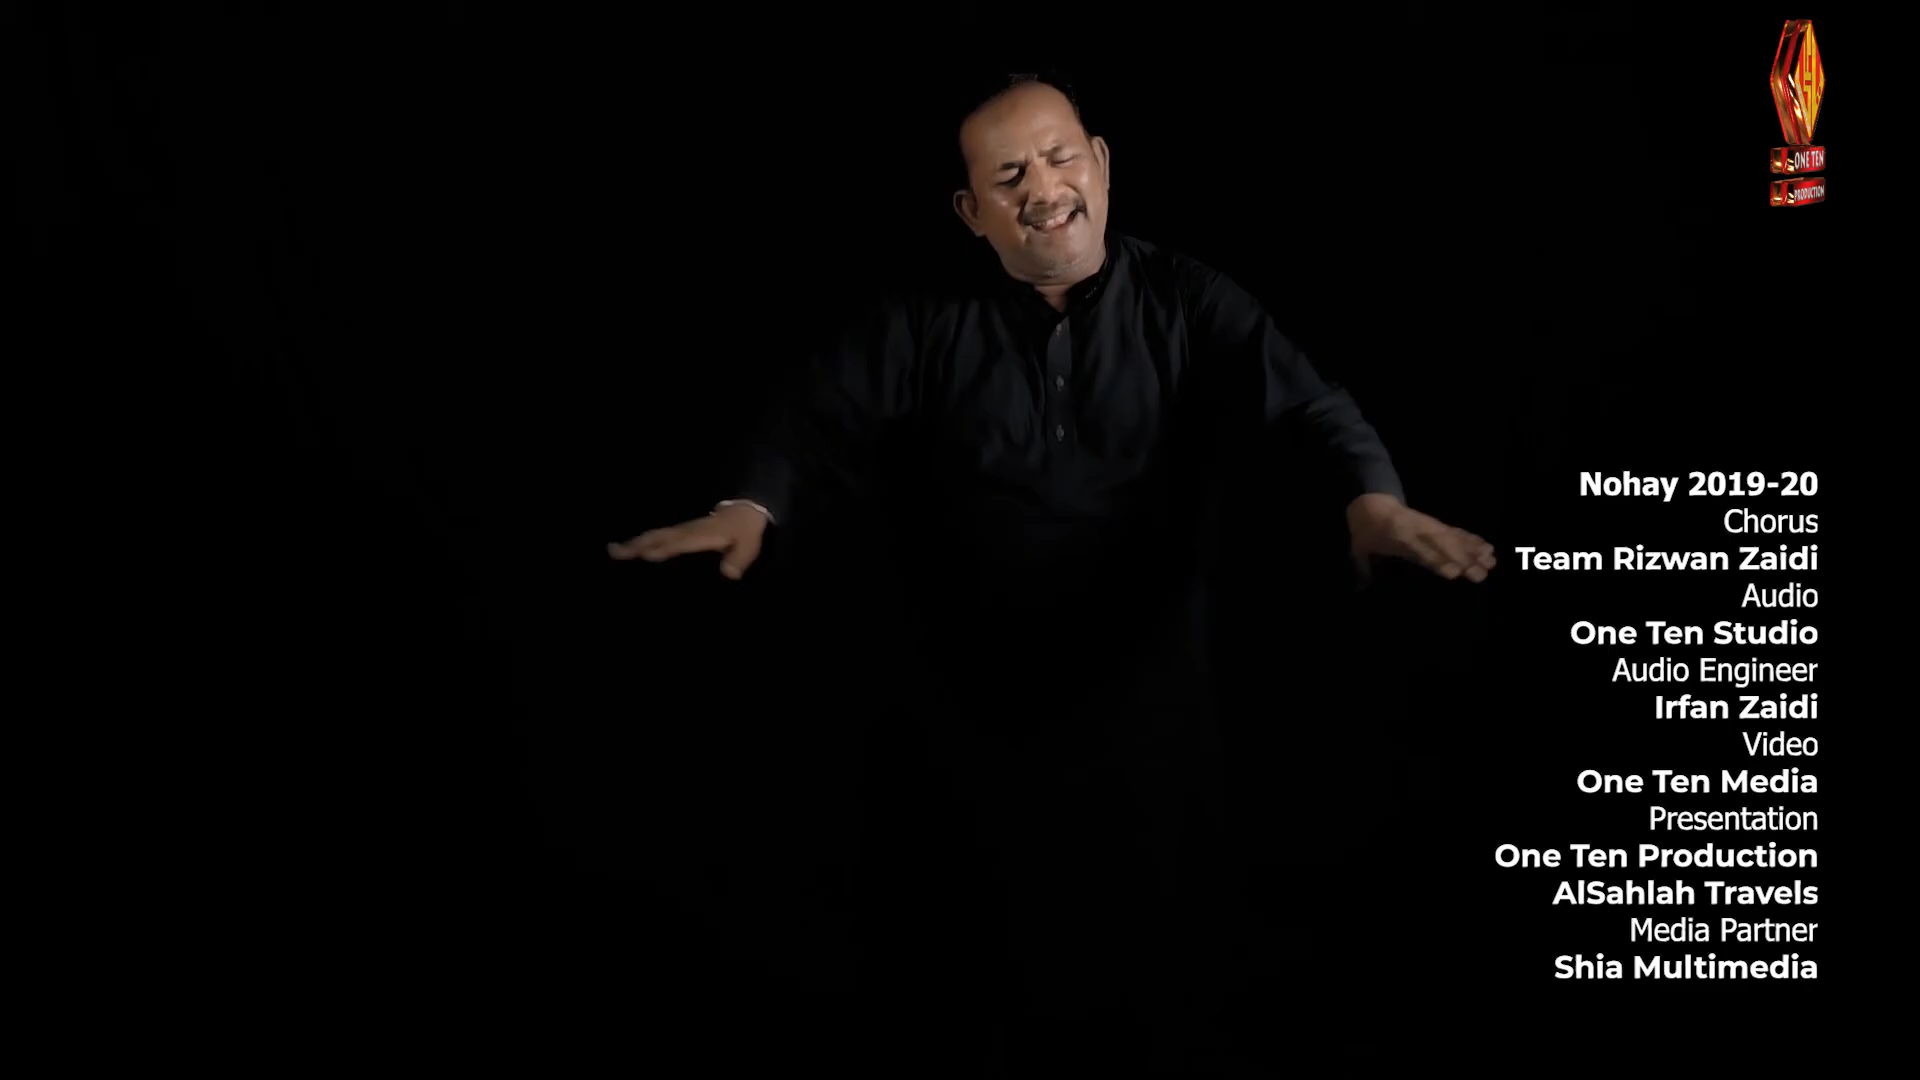 ONE TEN
PRODUCTION
Nohay 2019-20
Chorus
Team Rizwan Zaidi
Audio
One Ten Studio
Audio Engineer
Irfan Zaidi
Video
One Ten Media
Presentation
One Ten Production
AlSahlah Travels
Media Partner
Shia Multimedia